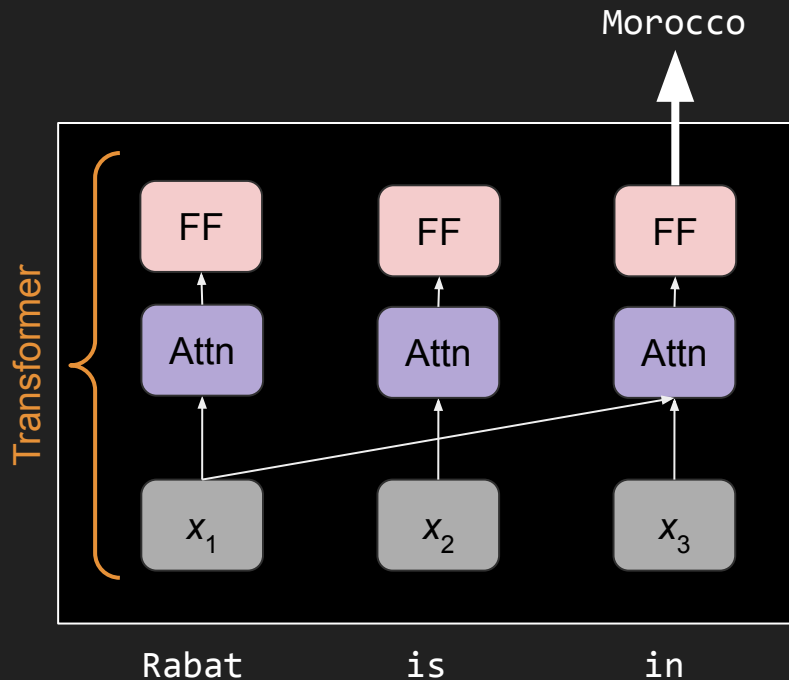 Morocco
Transformer
FF FF FF
Attn Attn Attn
x₁ x₂ x₃
Rabat is in